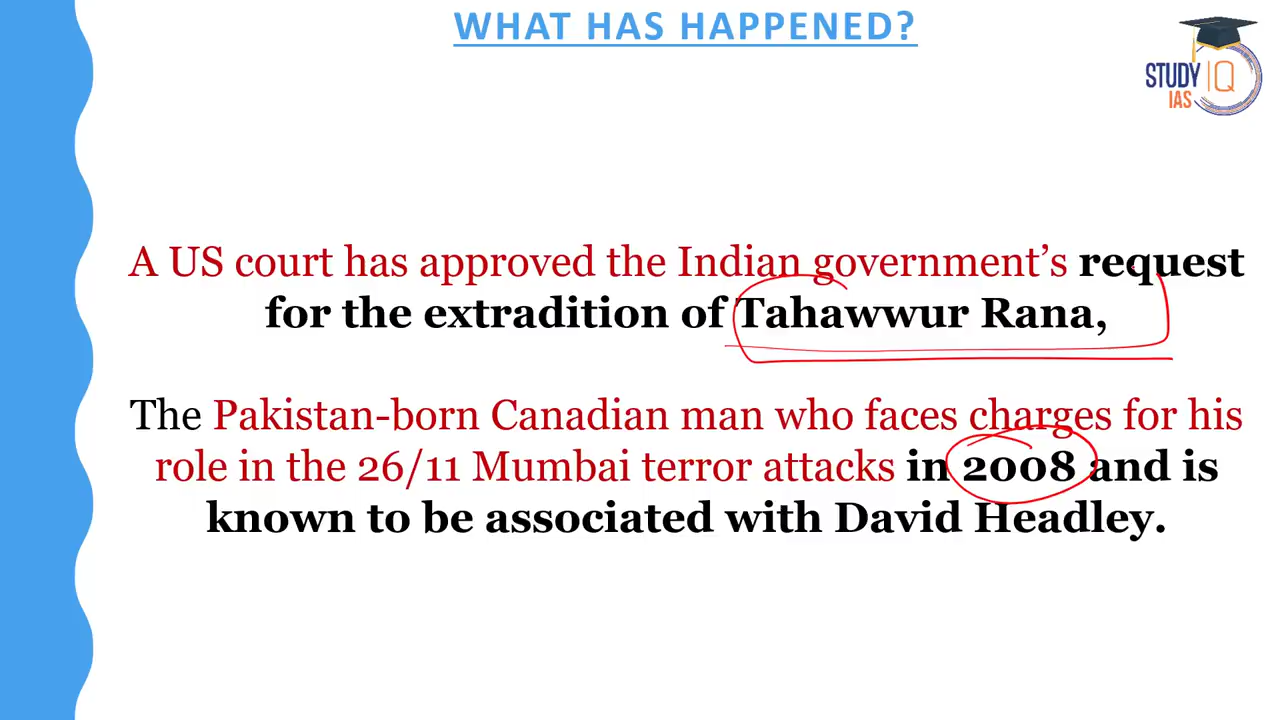 WHAT HAS HAPPENED?
STUDY IQ
IAS
A US court has approved the Indian government’s request
for the extradition of Tahawwur Rana,
The Pakistan-born Canadian man who faces charges for his
role in the 26/11 Mumbai terror attacks in 2008 and is
known to be associated with David Headley.